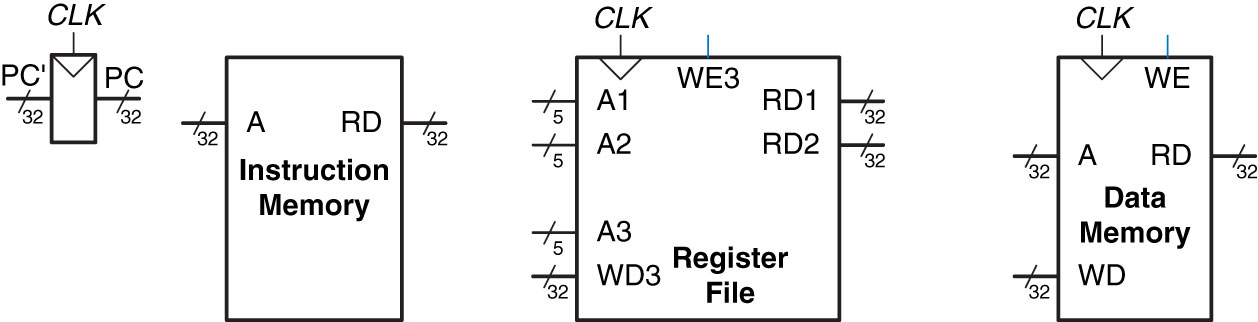 CLK
PC'
PC
32
32
A
RD
32
32
Instruction
Memory
CLK
WE3
A1
RD1
5
32
A2
RD2
5
32
A3
5
WD3
32
Register
File
CLK
WE
A
RD
32
32
Data
Memory
WD
32